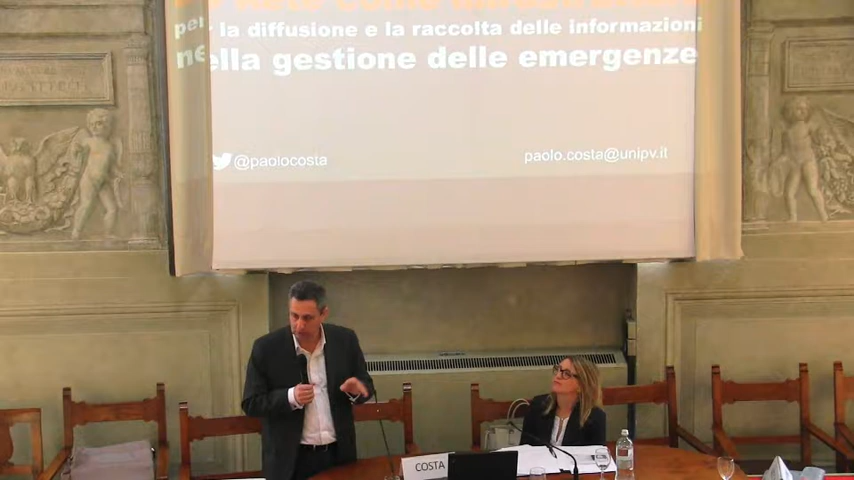 per la diffusione e la raccolta delle informazioni
nella gestione delle emergenze
@paolocosta
paolo.costa@unipv.it
COSTA